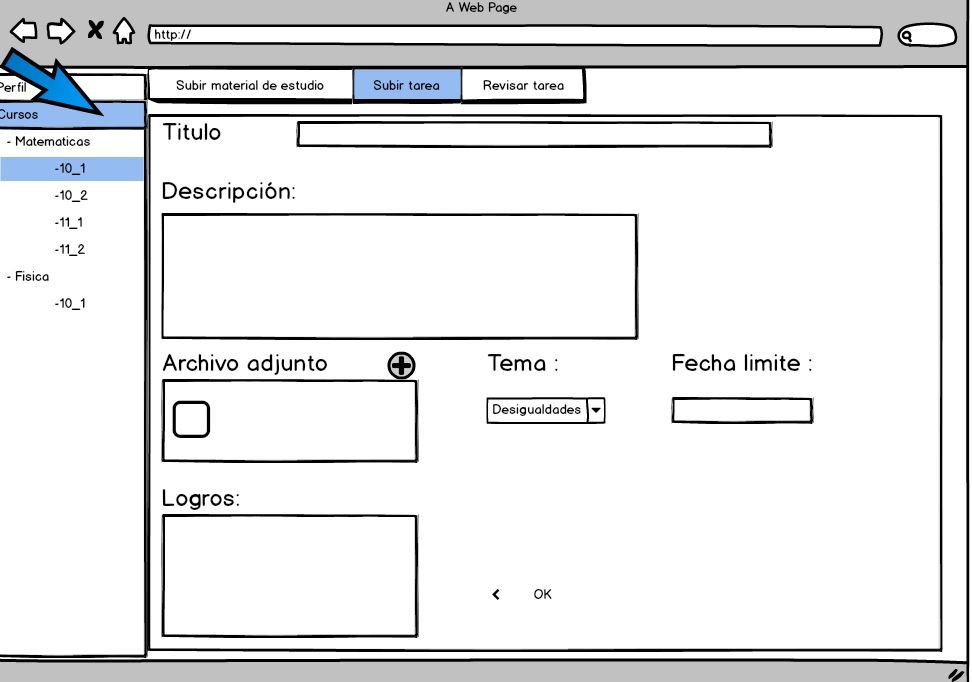 A Web Page
http://
Perfil
Cursos
- Matematicas
-10_1
-10_2
-11_1
-11_2
- Fisica
-10_1
Subir material de estudio
Subir tarea
Revisar tarea
Titulo
Descripción:
Archivo adjunto
Tema :
Fecha limite :
Desigualdades
Logros:
OK